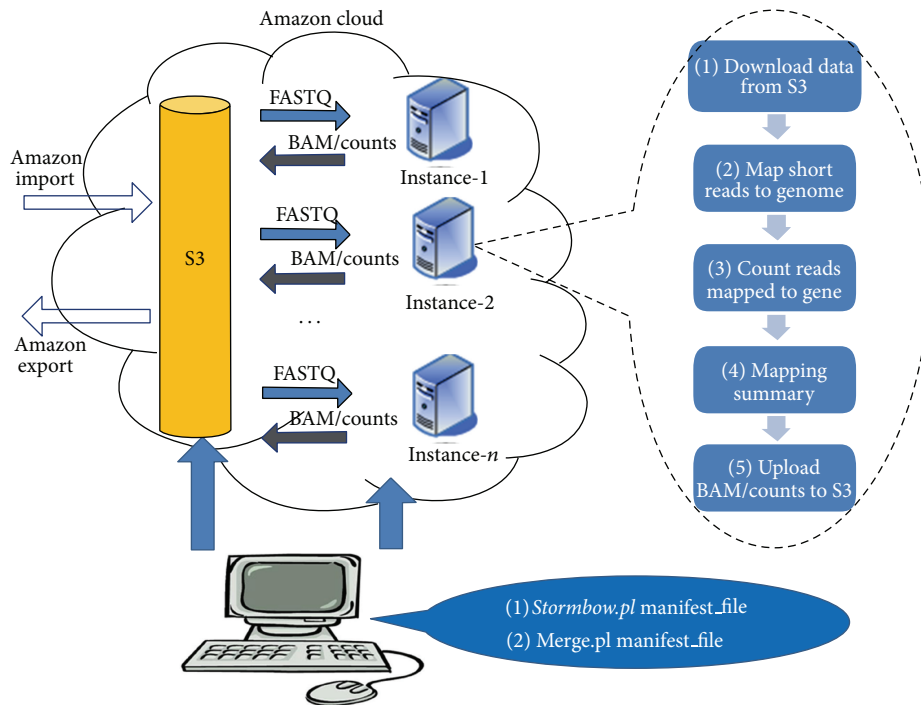 Amazon cloud
Amazon
import
Amazon
export
S3
FASTQ
BAM/counts
Instance-1
FASTQ
BAM/counts
Instance-2
...
FASTQ
BAM/counts
Instance-n
(1) Download data
from S3
(2) Map short
reads to genome
(3) Count reads
mapped to gene
(4) Mapping
summary
(5) Upload
BAM/counts to S3
(1) Stormbow.pl manifest_file
(2) Merge.pl manifest_file